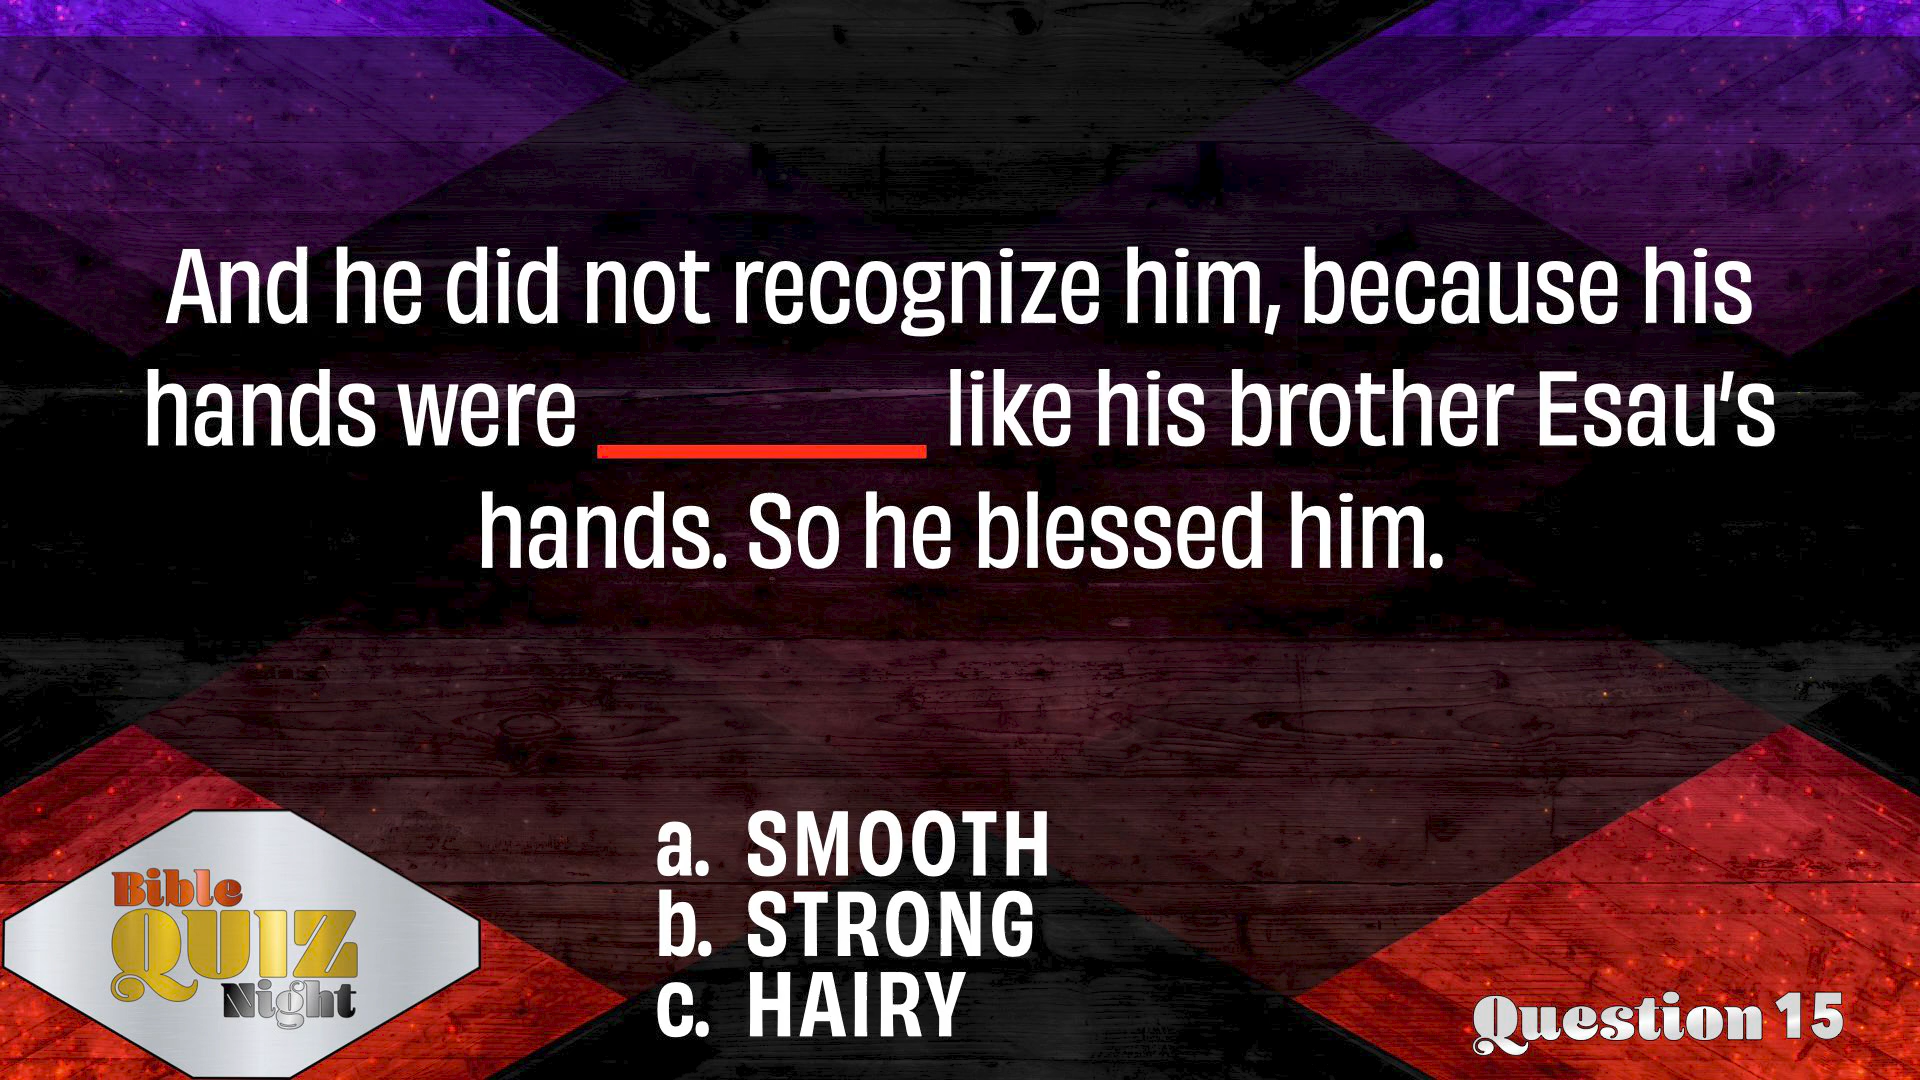 And he did not recognize him, because his
hands were ________ like his brother Esau's
hands. So he blessed him.
a. SMOOTH
b. STRONG
c. HAIRY
Bible
QUIZ
Night
Question 15